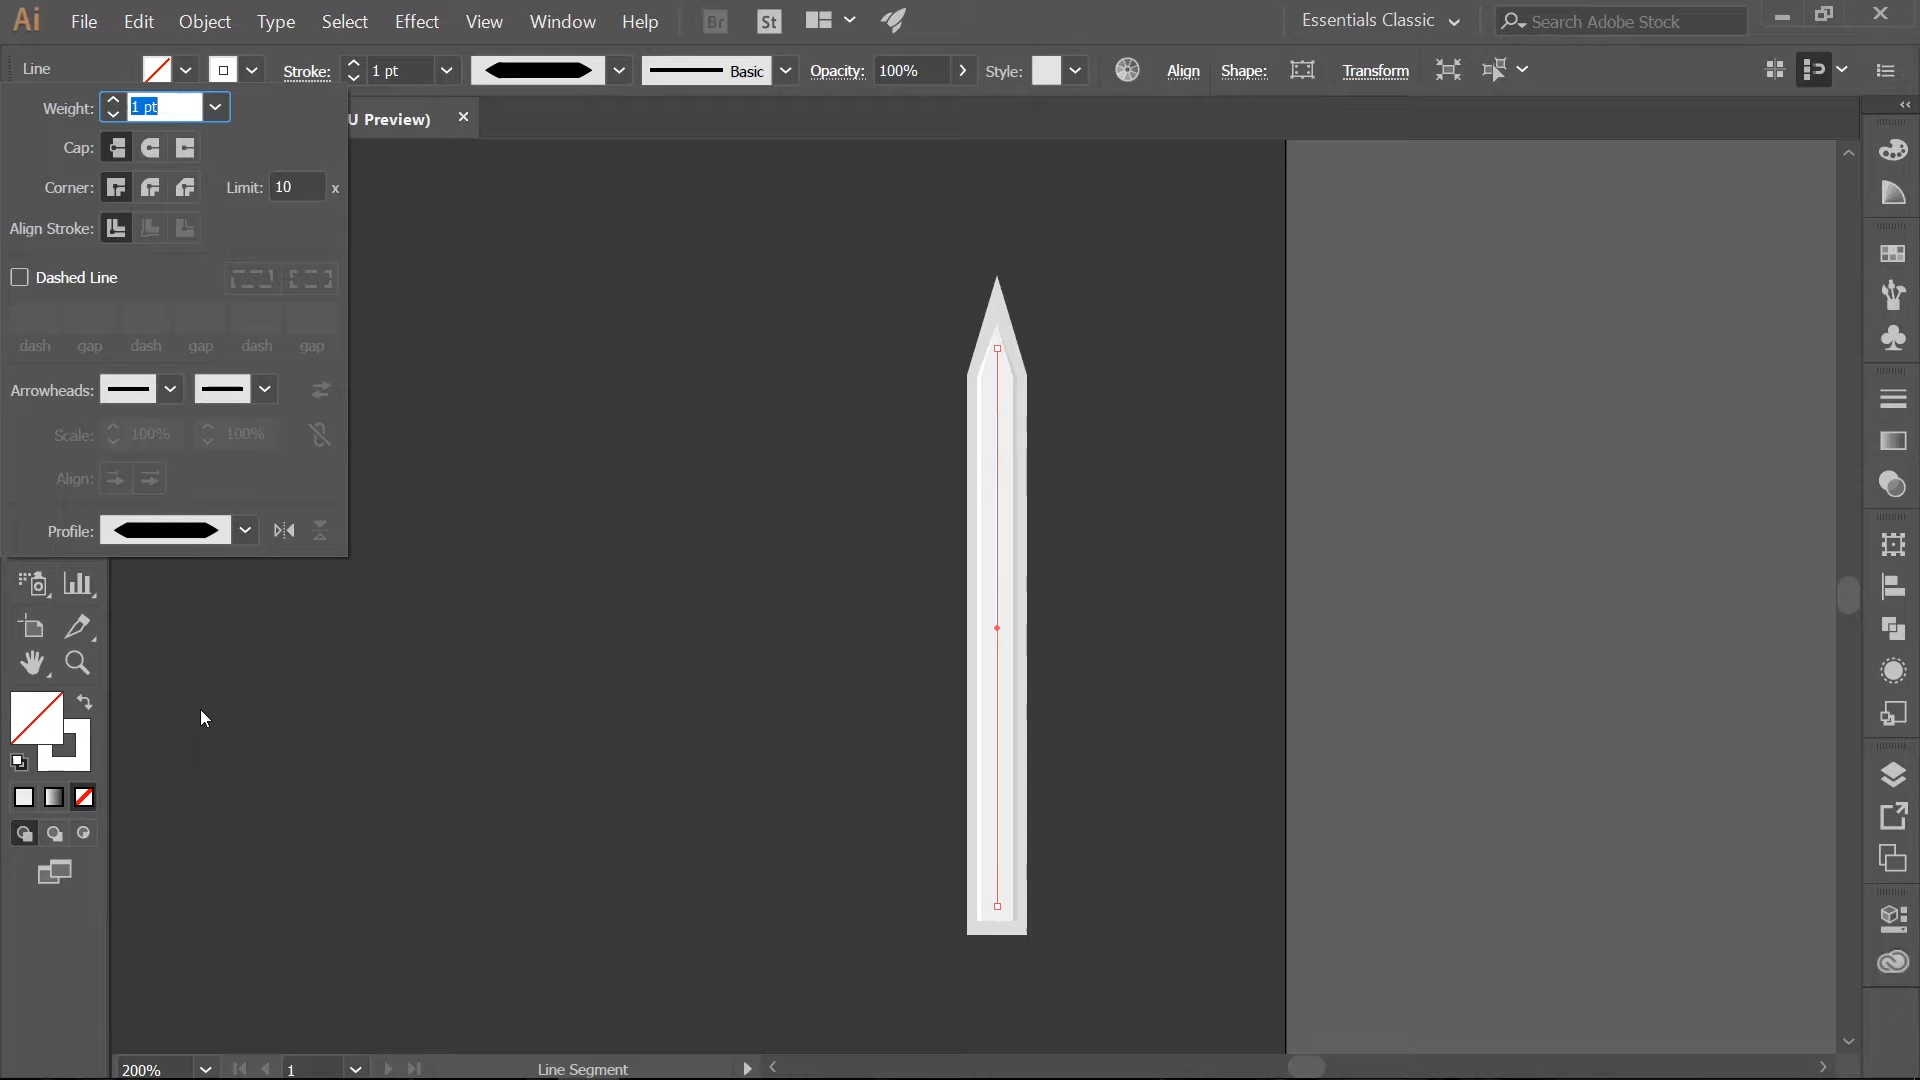 Ai File Edit Object Type Select Effect View Window Help Br St Essentials Classic Search Adobe Stock
Line Stroke: 1 pt Basic Opacity: 100% Style: Align Shape: Transform
Weight: 1 pt
U Preview)
Cap:
Corner: Limit: 10 x
Align Stroke:
Dashed Line
dash gap dash gap dash gap
Arrowheads:
Scale: 100% 100%
Align:
Profile:
200% 1 Line Segment